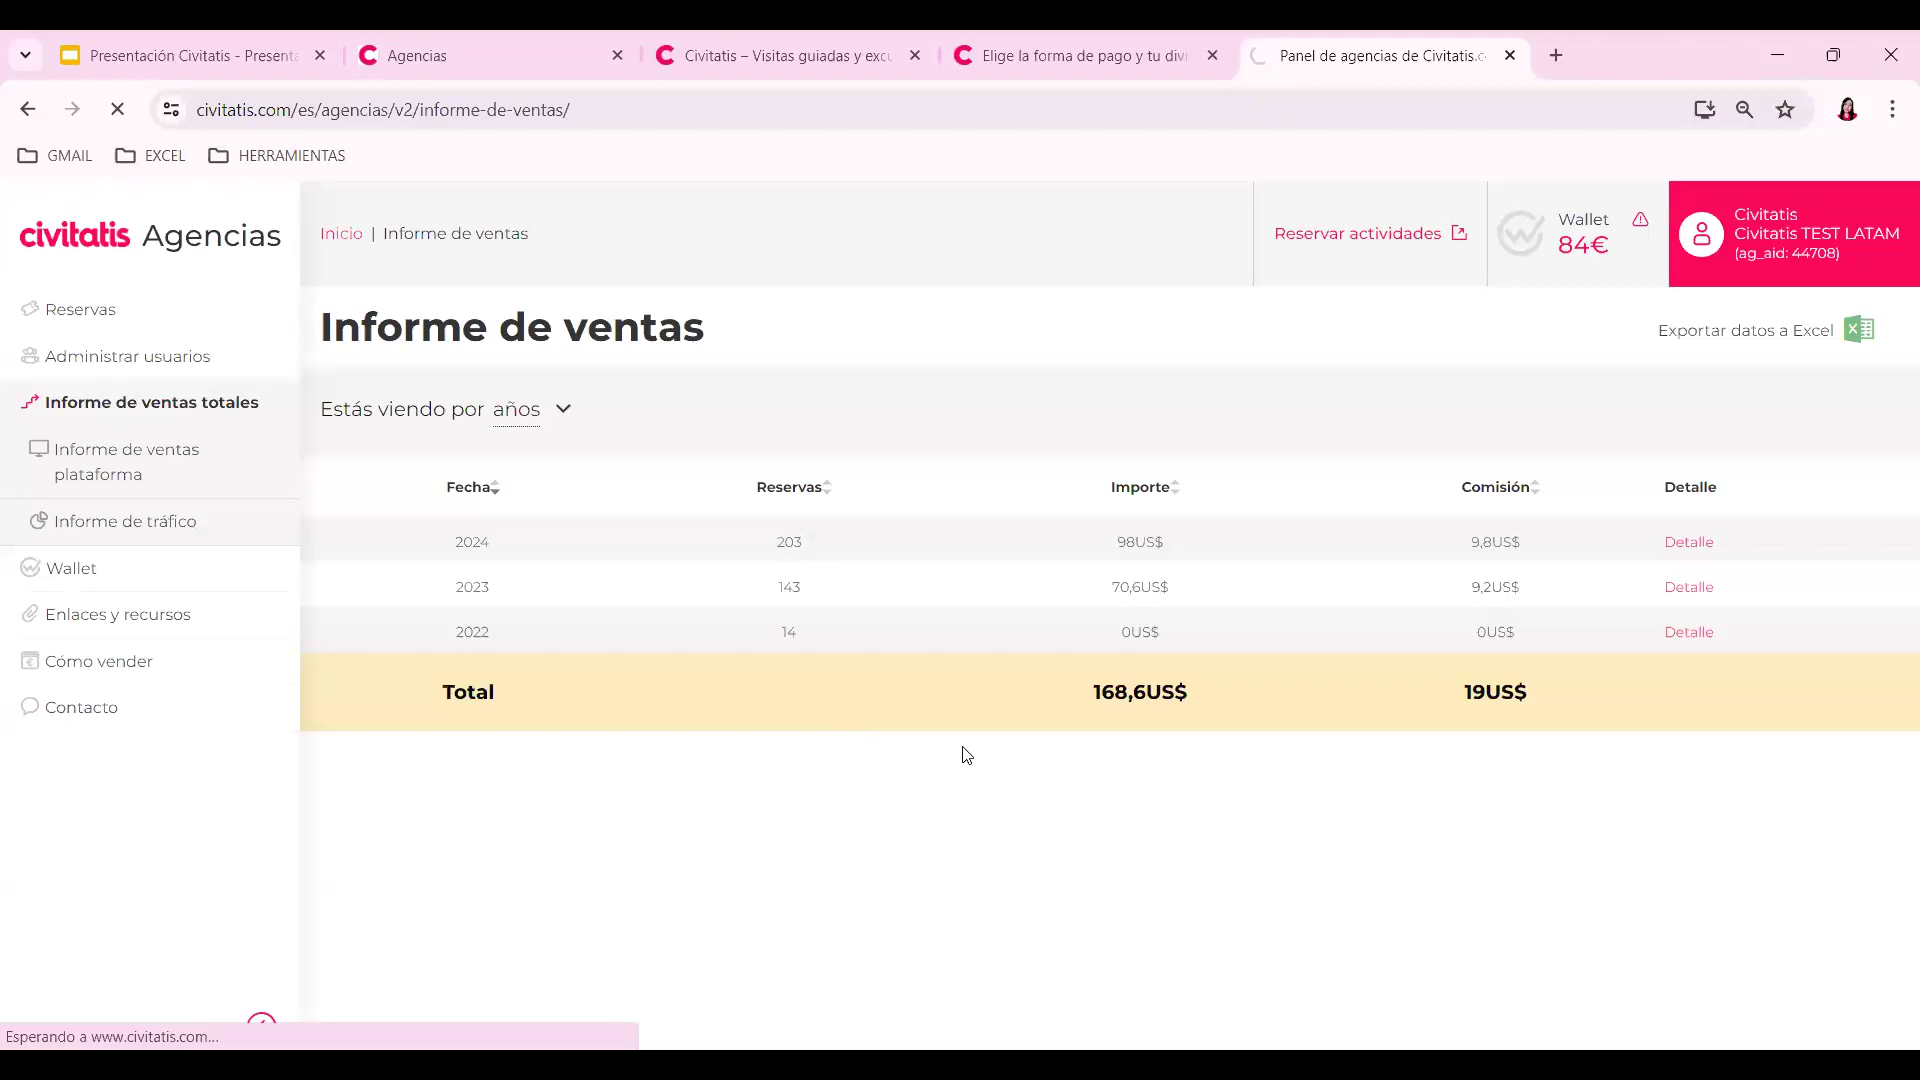 Presentación Civitatis - Presenta
Agencias
Civitatis – Visitas guiadas y excu
Elige la forma de pago y tu divi
Panel de agencias de Civitatis.c
civitatis.com/es/agencias/v2/informe-de-ventas/
GMAIL
EXCEL
HERRAMIENTAS
civitatis Agencias
Inicio | Informe de ventas
Reservar actividades
Wallet
84€
Civitatis
Civitatis TEST LATAM
(ag_aid: 44708)
Reservas
Administrar usuarios
Informe de ventas totales
Informe de ventas
plataforma
Informe de tráfico
Wallet
Enlaces y recursos
Cómo vender
Contacto
Informe de ventas
Exportar datos a Excel
Estás viendo por años
Fecha Reservas Importe Comisión Detalle
2024 203 98US$ 9,8US$ Detalle
2023 143 70,6US$ 9,2US$ Detalle
2022 14 0US$ 0US$ Detalle
Total 168,6US$ 19US$
Esperando a www.civitatis.com...